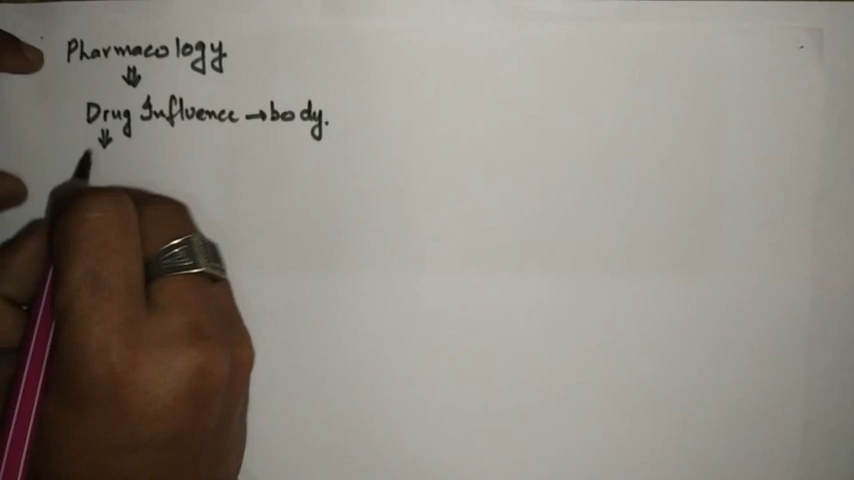 Pharmacology
⇓
Drug Influence → body.
⇓